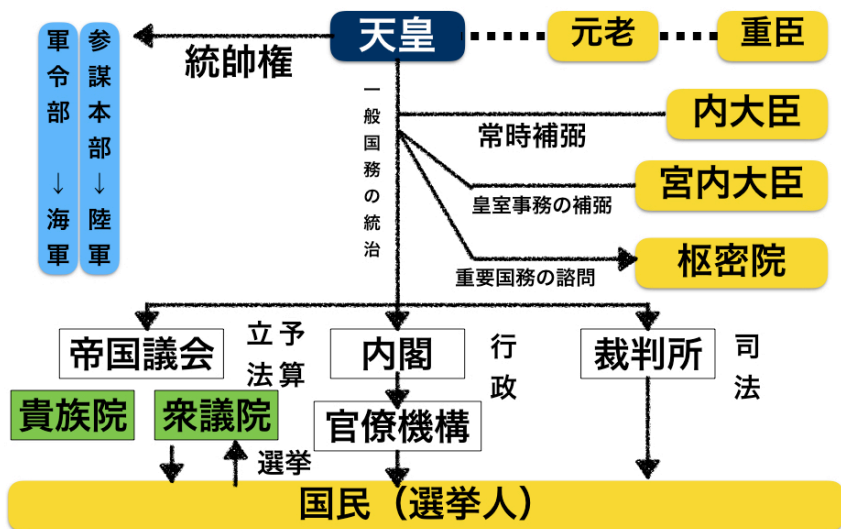 天皇
元老
重臣
統帥権
軍令部 → 海軍
参謀本部→陸軍
一般国務の統治
内大臣
常時補弼
宮内大臣
皇室事務の補弼
枢密院
重要国務の諮問
帝国議会
立法
予算
内閣
行政
裁判所
司法
貴族院
衆議院
官僚機構
選挙
国民（選挙人）